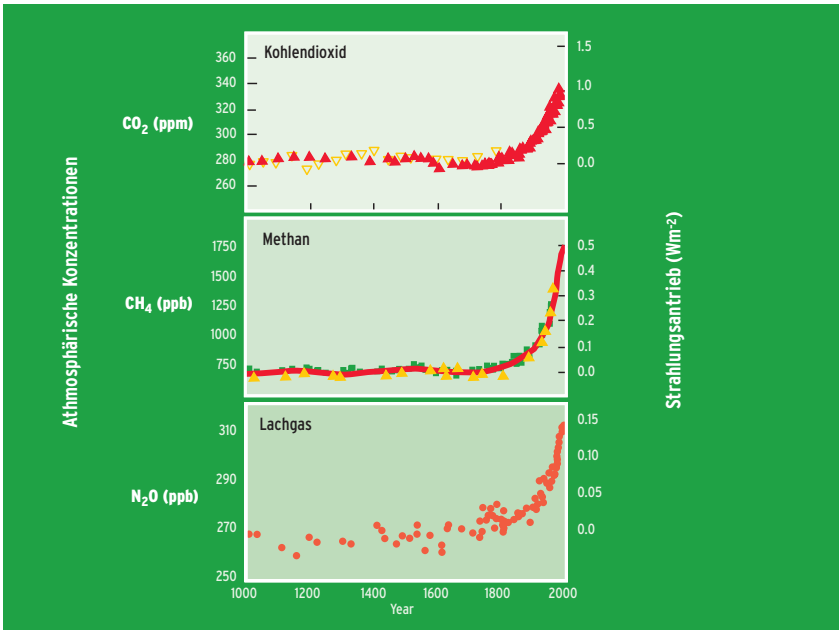 Athmosphärische Konzentrationen
Strahlungsantrieb (Wm-2)
Kohlendioxid
CO2 (ppm)
360
340
320
300
280
260
1.5
1.0
0.5
0.0
Methan
CH4 (ppb)
1750
1500
1250
1000
750
0.5
0.4
0.3
0.2
0.1
0.0
Lachgas
N2O (ppb)
310
290
270
250
0.15
0.10
0.05
0.0
1000 1200 1400 1600 1800 2000
Year